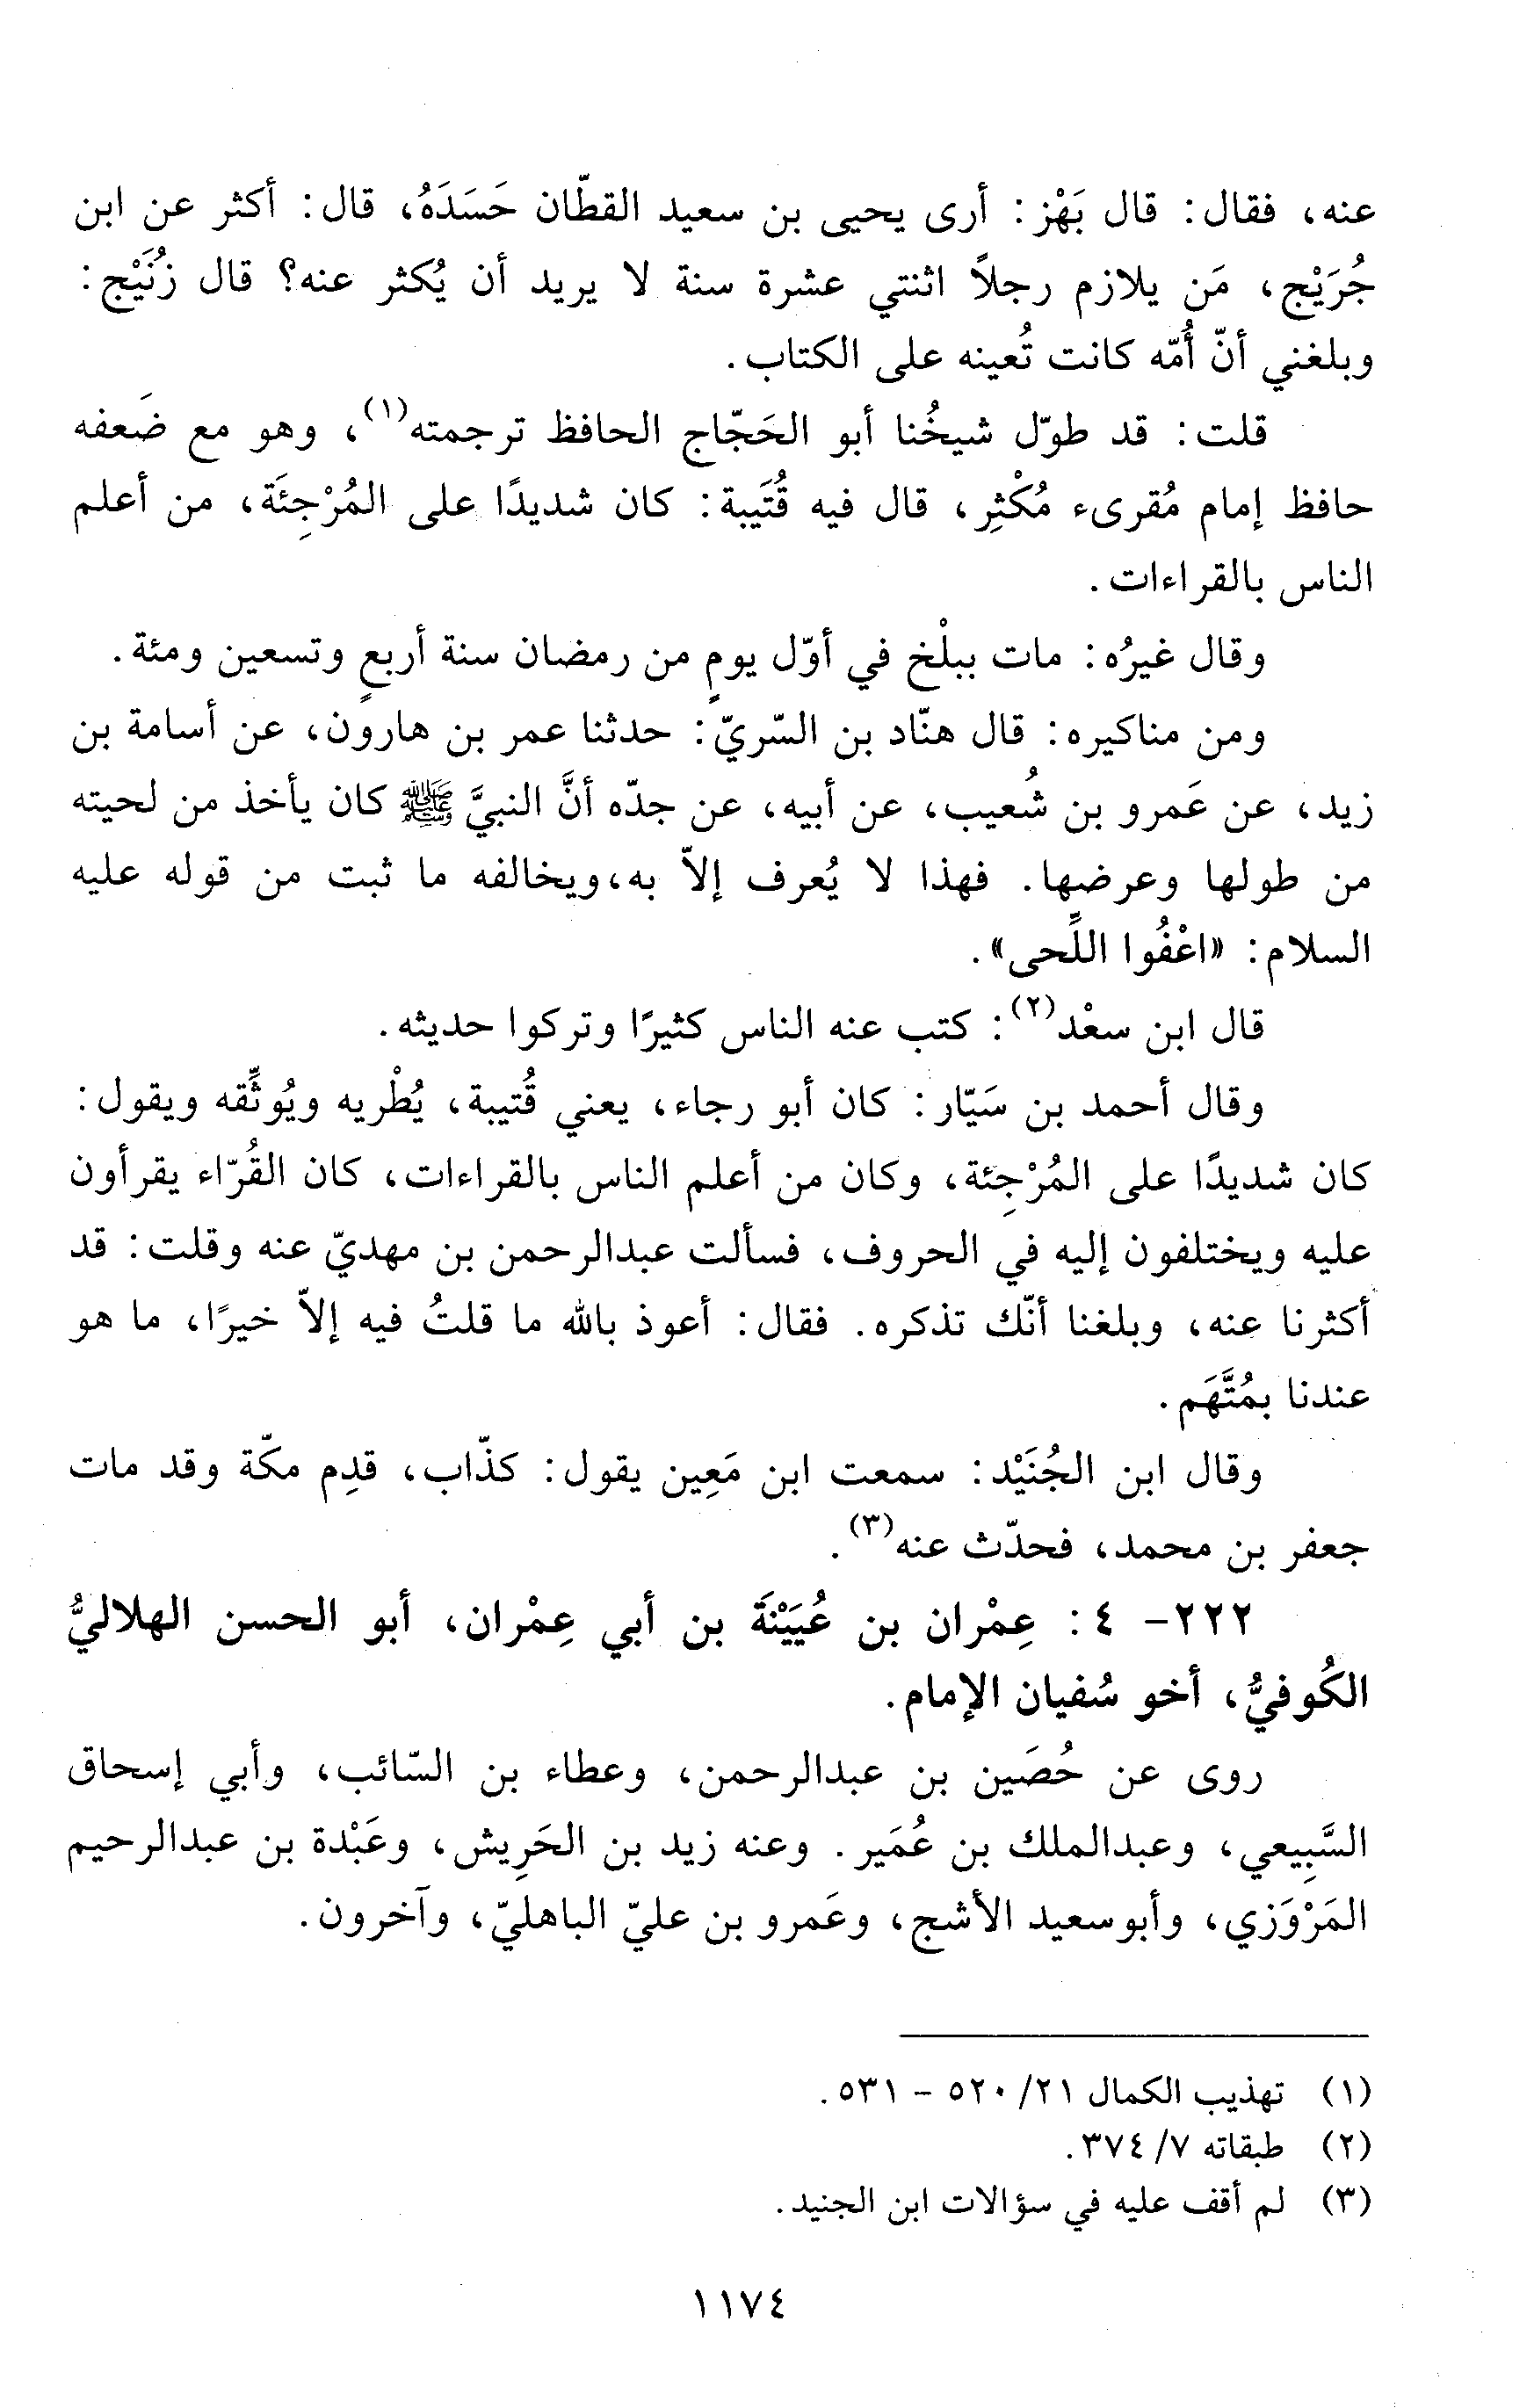 عنه، فقال: قال بَهْز: أرى يحيى بن سعيد القطّان حَسَدَهُ، قال: أكثر عن ابن
جُرَيْج، مَن يلازم رجلاً اثنتي عشرة سنة لا يريد أن يُكثر عنه؟ قال زُنَيْج:
وبلغني أنّ أُمّه كانت تُعينه على الكتاب.
قلت: قد طوّل شيخُنا أبو الحَجّاج الحافظ ترجمته(١)، وهو مع ضَعفه
حافظ إمام مُقرىء مُكْثِر، قال فيه قُتَيبة: كان شديدًا على المُرْجِئَة، من أعلم
الناس بالقراءات.
وقال غيرُه: مات ببلْخ في أوّل يومٍ من رمضان سنة أربعٍ وتسعين ومئة.
ومن مناكيره: قال هنّاد بن السّريّ: حدثنا عمر بن هارون، عن أسامة بن
زيد، عن عَمرو بن شُعيب، عن أبيه، عن جدّه أنَّ النبيَّ ﷺ كان يأخذ من لحيته
من طولها وعرضها. فهذا لا يُعرف إلاّ به،ويخالفه ما ثبت من قوله عليه
السلام: «اعْفُوا اللِّحى».
قال ابن سعْد(٢): كتب عنه الناس كثيرًا وتركوا حديثه.
وقال أحمد بن سَيّار: كان أبو رجاء، يعني قُتيبة، يُطْريه ويُوثِّقه ويقول:
كان شديدًا على المُرْجِئة، وكان من أعلم الناس بالقراءات، كان القُرّاء يقرأون
عليه ويختلفون إليه في الحروف، فسألت عبدالرحمن بن مهديّ عنه وقلت: قد
أكثرنا عنه، وبلغنا أنّك تذكره. فقال: أعوذ بالله ما قلتُ فيه إلاّ خيرًا، ما هو
عندنا بمُتَّهَم.
وقال ابن الجُنَيْد: سمعت ابن مَعِين يقول: كذّاب، قدِم مكّة وقد مات
جعفر بن محمد، فحدّث عنه(٣).
٢٢٢- ٤: عِمْران بن عُيَيْنَةَ بن أبي عِمْران، أبو الحسن الهلاليُّ
الكُوفيُّ، أخو سُفيان الإمام.
روى عن حُصَين بن عبدالرحمن، وعطاء بن السّائب، وأبي إسحاق
السَّبِيعي، وعبدالملك بن عُمَير. وعنه زيد بن الحَرِيش، وعَبْدة بن عبدالرحيم
المَرْوَزي، وأبوسعيد الأشج، وعَمرو بن عليّ الباهليّ، وآخرون.
(١) تهذيب الكمال ٢١/ ٥٢٠ - ٥٣١.
(٢) طبقاته ٧/ ٣٧٤.
(٣) لم أقف عليه في سؤالات ابن الجنيد.
١١٧٤